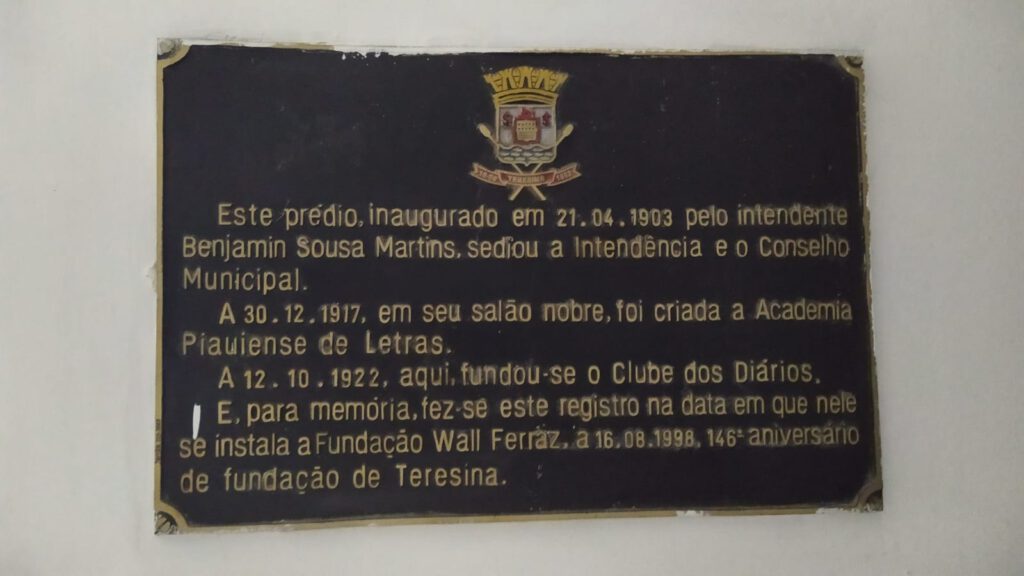 TERESINA
Este prédio, inaugurado em 21.04.1903 pelo intendente
Benjamin Sousa Martins, sediou a Intendência e o Conselho
Municipal.
A 30.12.1917, em seu salão nobre, foi criada a Academia
Piauiense de Letras.
A 12.10.1922, aqui, fundou-se o Clube dos Diários.
E, para memória, fez-se este registro na data em que nele
se instala a Fundação Wall Ferraz, a 16.08.1998, 146º aniversário
de fundação de Teresina.